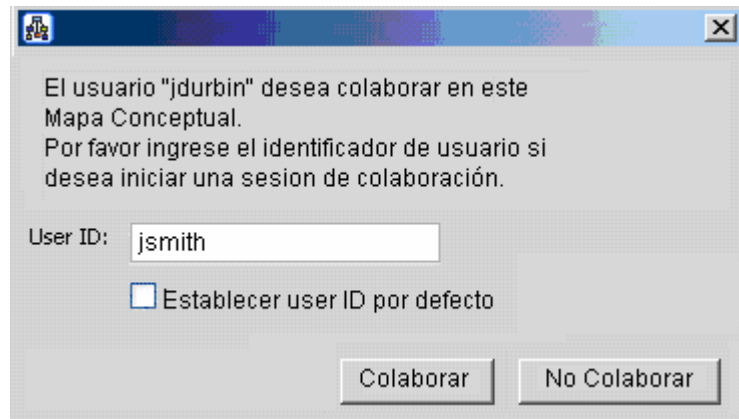 El usuario "jdurbin" desea colaborar en este
Mapa Conceptual.
Por favor ingrese el identificador de usuario si
desea iniciar una sesion de colaboración.
User ID: jsmith
Establecer user ID por defecto
Colaborar No Colaborar